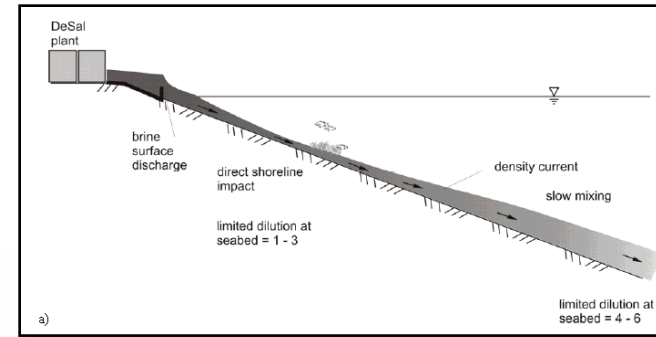 DeSal
plant
brine
surface
discharge
direct shoreline
impact
density current
slow mixing
limited dilution at
seabed = 1 - 3
limited dilution at
seabed = 4 - 6
a)